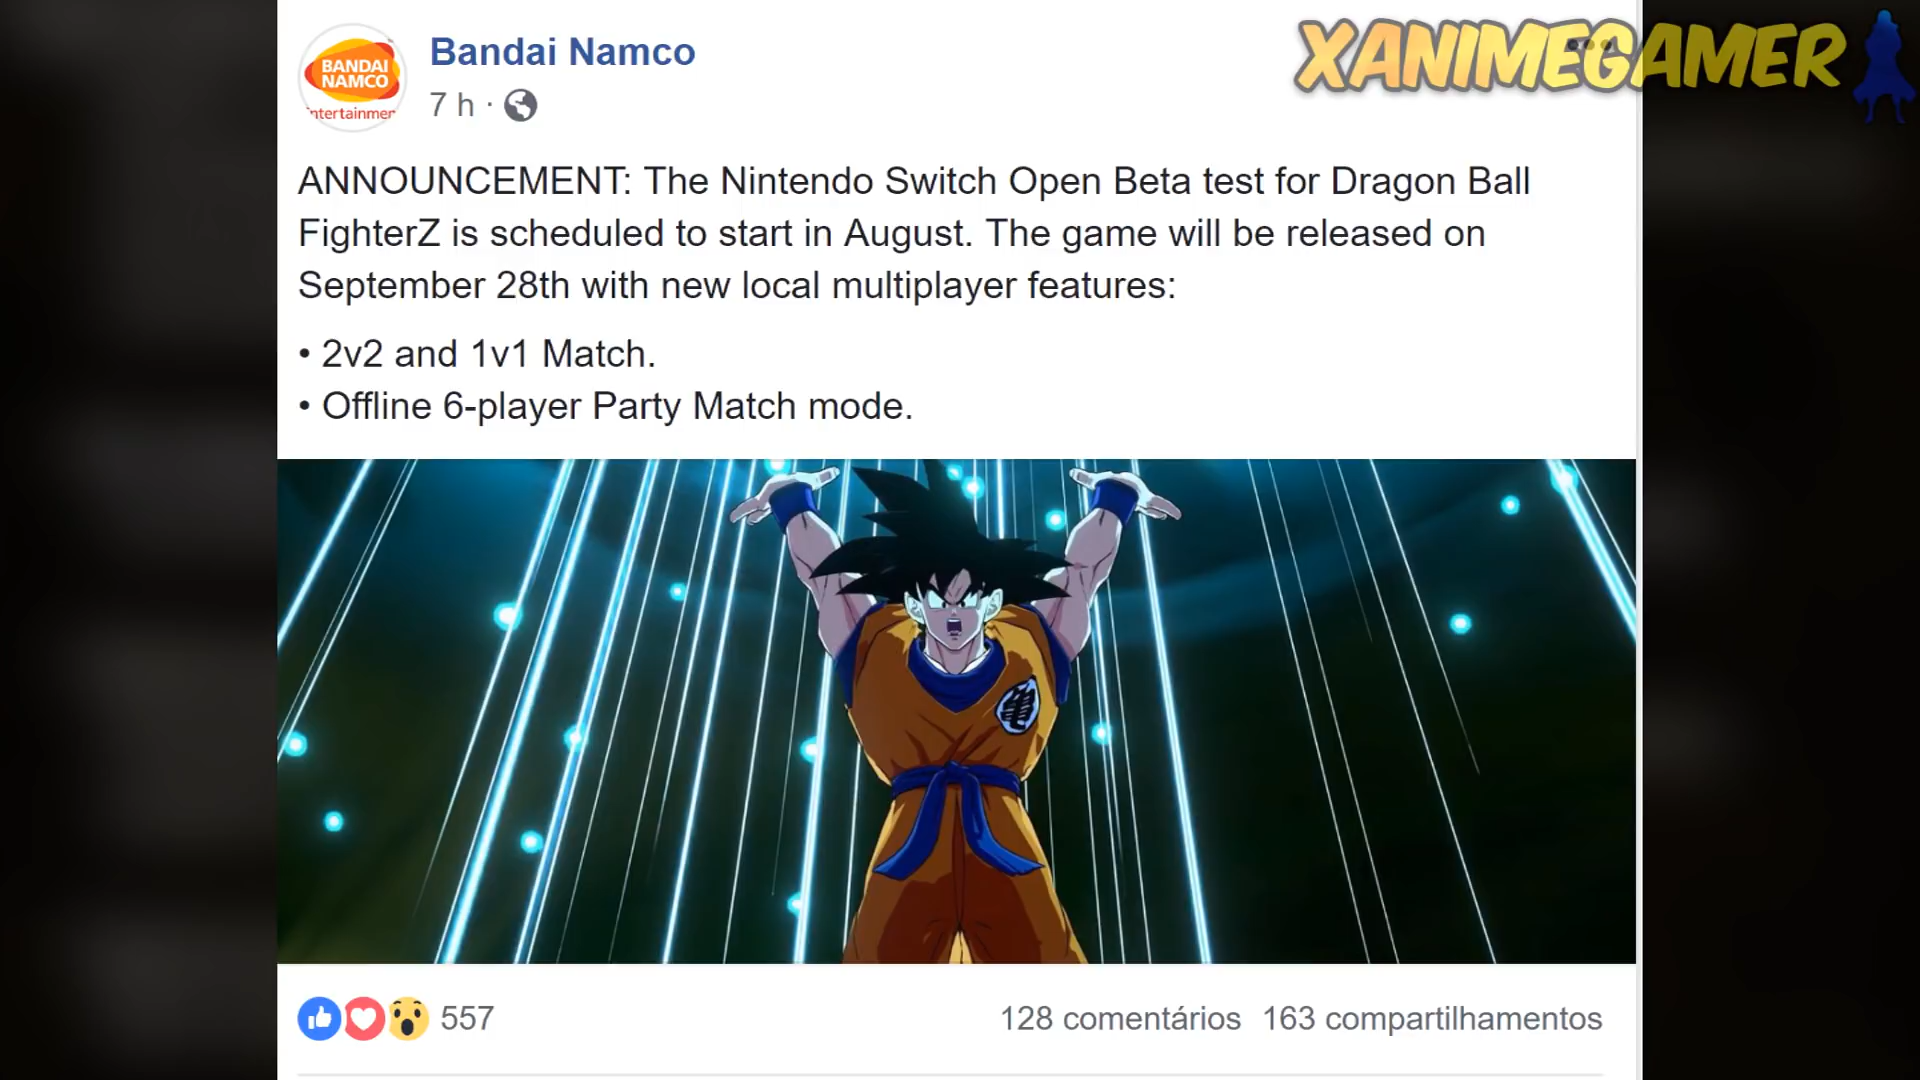 BANDAI
NAMCO
ntertainmen
Bandai Namco
7 h ·
XANIMEGAMER
ANNOUNCEMENT: The Nintendo Switch Open Beta test for Dragon Ball
FighterZ is scheduled to start in August. The game will be released on
September 28th with new local multiplayer features:
• 2v2 and 1v1 Match.
• Offline 6-player Party Match mode.
亀
557
128 comentários 163 compartilhamentos